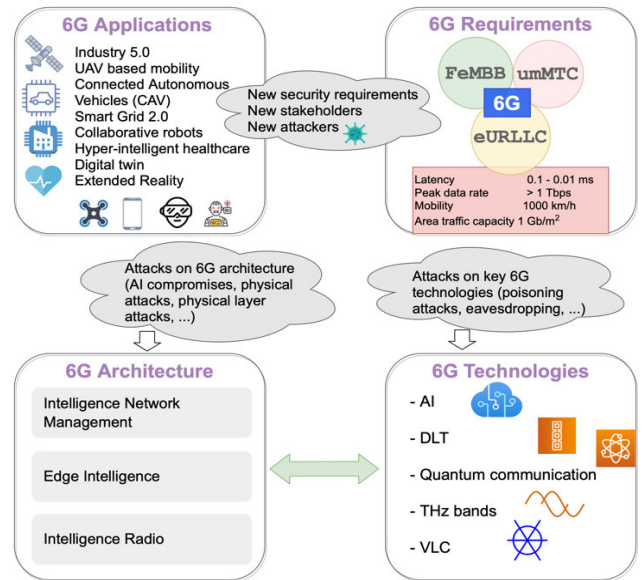 6G Applications
Industry 5.0
UAV based mobility
Connected Autonomous
Vehicles (CAV)
Smart Grid 2.0
Collaborative robots
Hyper-intelligent healthcare
Digital twin
Extended Reality
New security requirements
New stakeholders
New attackers
6G Requirements
FeMBB
umMTC
6G
eURLLC
Latency 0.1 - 0.01 ms
Peak data rate > 1 Tbps
Mobility 1000 km/h
Area traffic capacity 1 Gb/m²
Attacks on 6G architecture
(AI compromises, physical
attacks, physical layer
attacks, ...)
Attacks on key 6G
technologies (poisoning
attacks, eavesdropping, ...)
6G Architecture
Intelligence Network
Management
Edge Intelligence
Intelligence Radio
6G Technologies
- AI
- DLT
- Quantum communication
- THz bands
- VLC